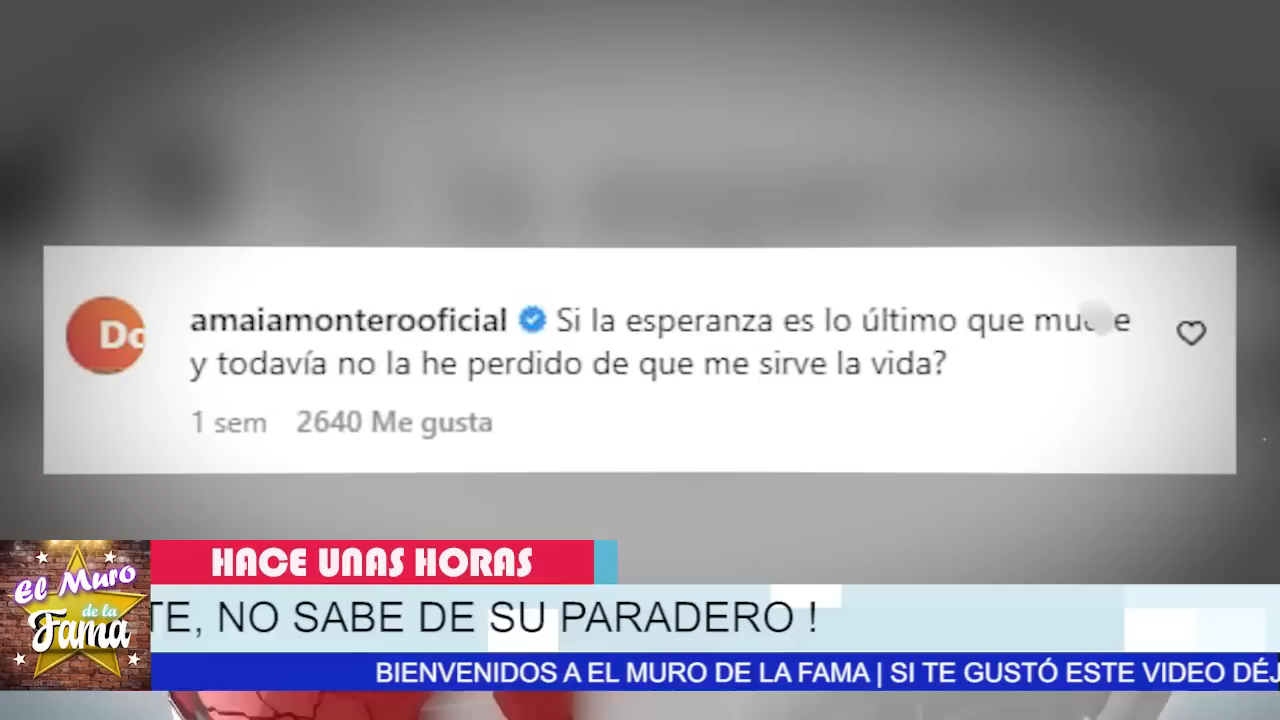 amaiamonterooficial Si la esperanza es lo último que
y todavía no la he perdido de que me sirve la vida?
1 sem 2640 Me gusta
Do
HACE UNAS HORAS
TE, NO SABE DE SU PARADERO !
El Muro
de la
Fama
BIENVENIDOS A EL MURO DE LA FAMA | SI TE GUSTÓ ESTE VIDEO DÉJ